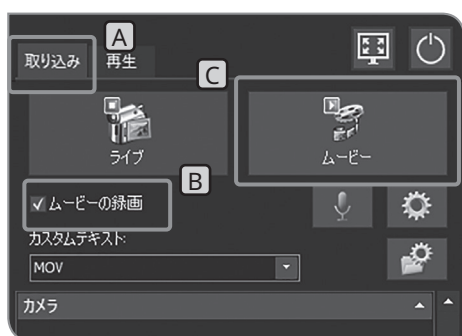 A
取り込み 再生
C
ライブ ムービー
B
ムービーの録画
カスタムテキスト:
MOV
カメラ